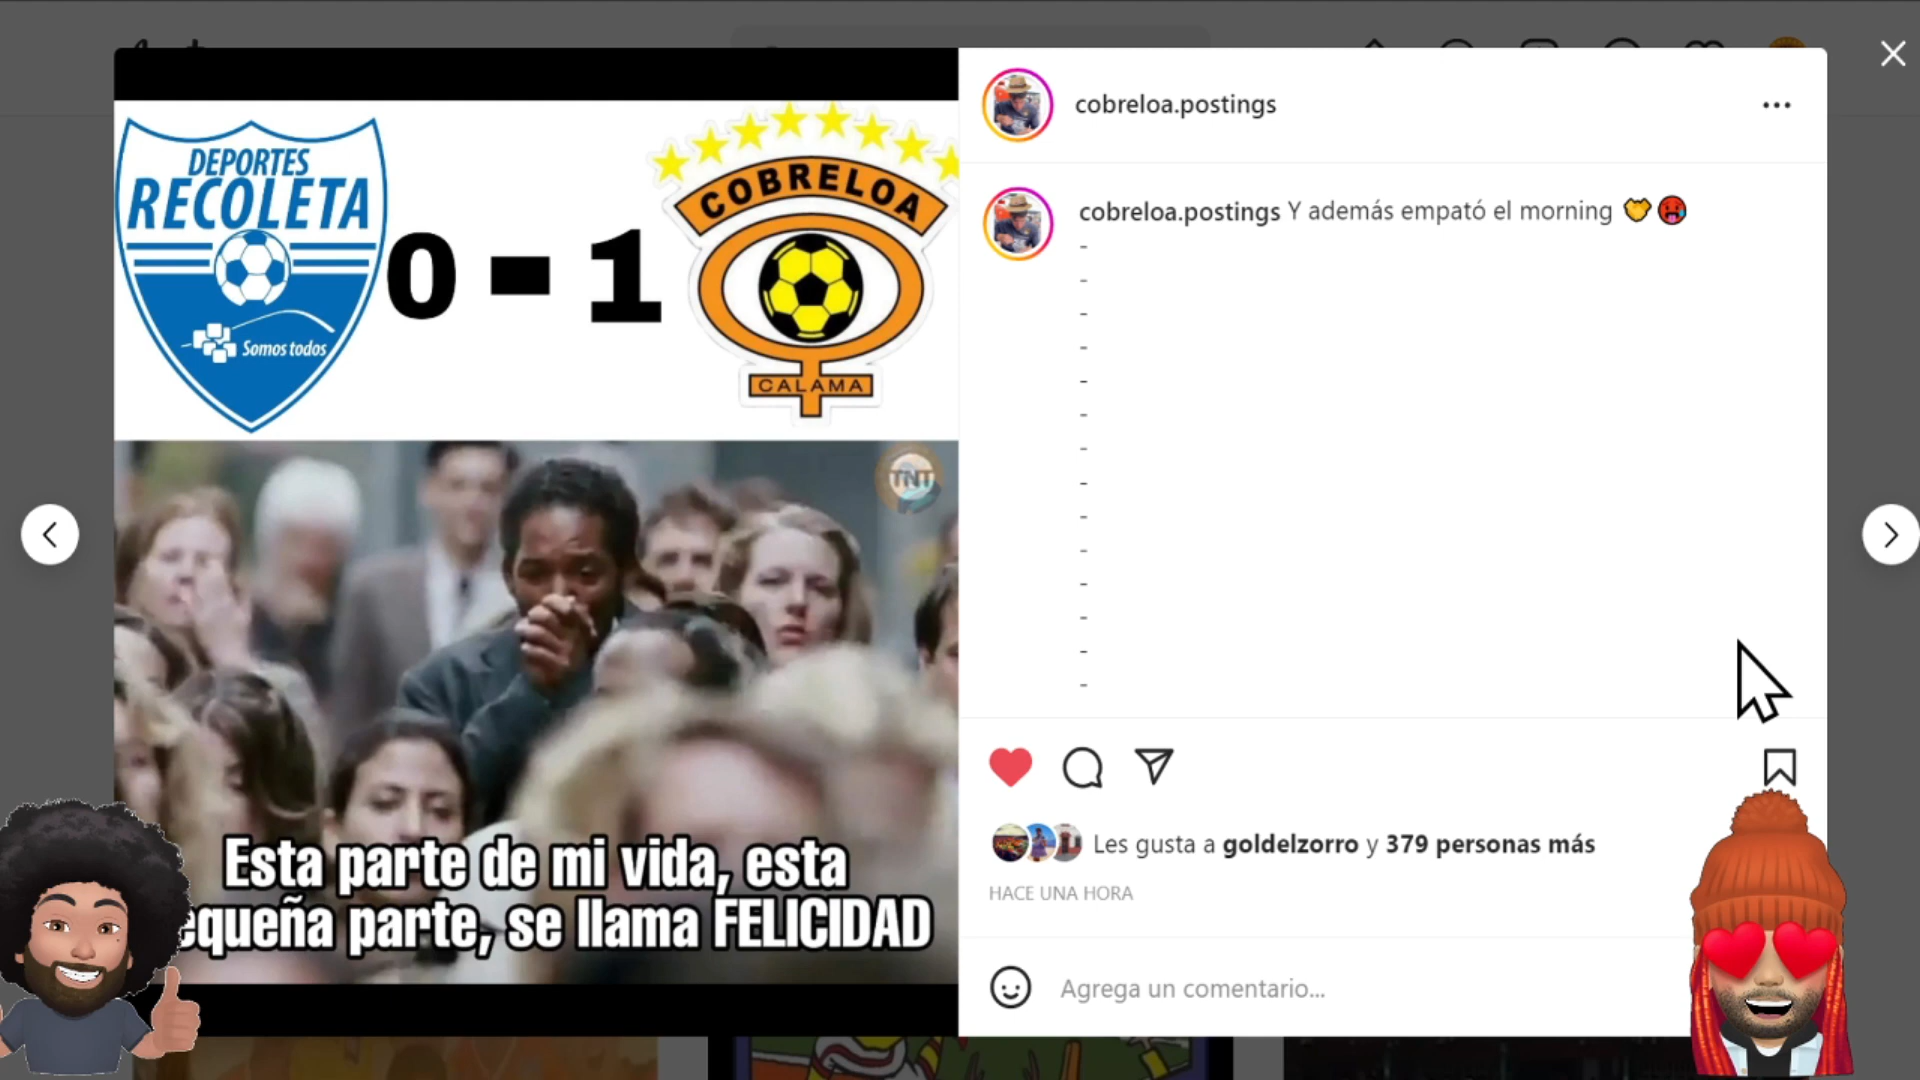 DEPORTES
RECOLETA
Somos todos
0 - 1
COBRELOA
CALAMA
TNT
Esta parte de mi vida, esta
equeña parte, se llama FELICIDAD
cobreloa.postings
cobreloa.postings Y además empató el morning
-
-
-
-
-
-
-
-
-
-
-
-
-
-
Les gusta a goldelzorro y 379 personas más
HACE UNA HORA
Agrega un comentario...